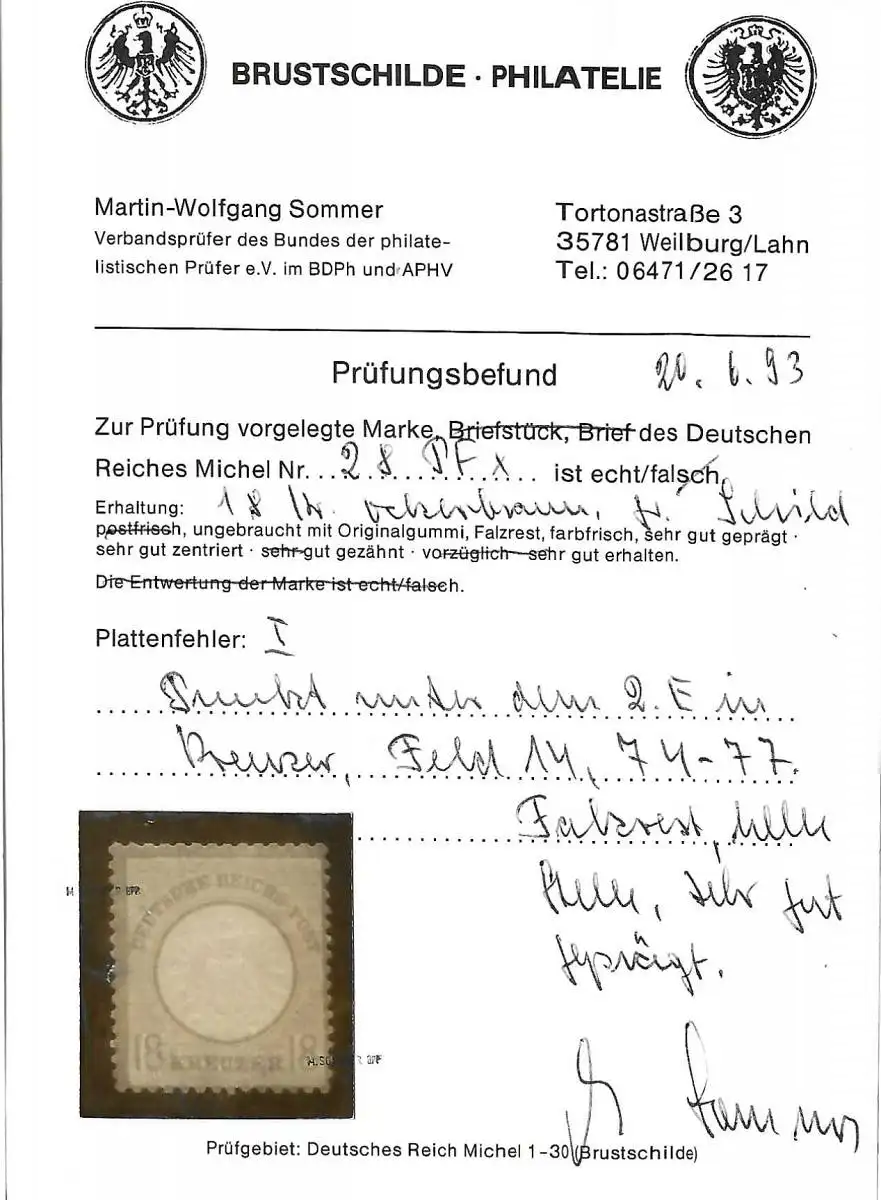 BRUSTSCHILDE · PHILATELIE
Martin-Wolfgang Sommer
Verbandsprüfer des Bundes der philate-
listischen Prüfer e.V. im BDPh und APHV
Tortonastraße 3
35781 Weilburg/Lahn
Tel.: 06471/26 17
Prüfungsbefund 20.6.93
Zur Prüfung vorgelegte Marke, Briefstück, Brief des Deutschen
Reiches Michel Nr. 28 PF x ist echt/falsch,
Erhaltung: 18 Kr. ockerbraun, gr. Schild
postfrisch, ungebraucht mit Originalgummi, Falzrest, farbfrisch, sehr gut geprägt ·
sehr gut zentriert · sehr gut gezähnt · vorzüglich – sehr gut erhalten.
Die Entwertung der Marke ist echt/falsch.
Plattenfehler: I
Punkt unter dem 2. E in
Kreuzer, Feld 14, 74-77.
Falzrest, helle
Stelle, sehr gut
geprägt.
DEUTSCHE REICHS-POST
18 KREUZER 18
Sommer
Prüfgebiet: Deutsches Reich Michel 1-30 (Brustschilde)